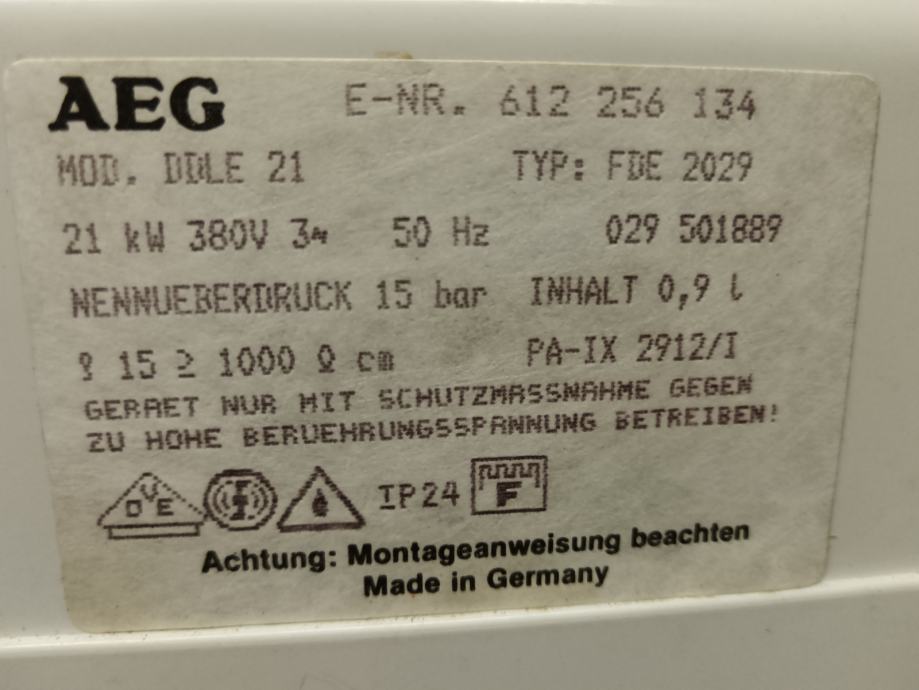 AEG E-NR. 612 256 134
MOD. DDLE 21 TYP: FDE 2029
21 kW 380V 3~ 50 Hz 029 501889
NENNUEBERDRUCK 15 bar INHALT 0,9 l
ϱ 15 ≥ 1000 Ω cm PA-IX 2912/I
GERAET NUR MIT SCHUTZMASSNAHME GEGEN
ZU HOHE BERUEHRUNGSSPANNUNG BETREIBEN!
DVE IP24 F
Achtung: Montageanweisung beachten
Made in Germany